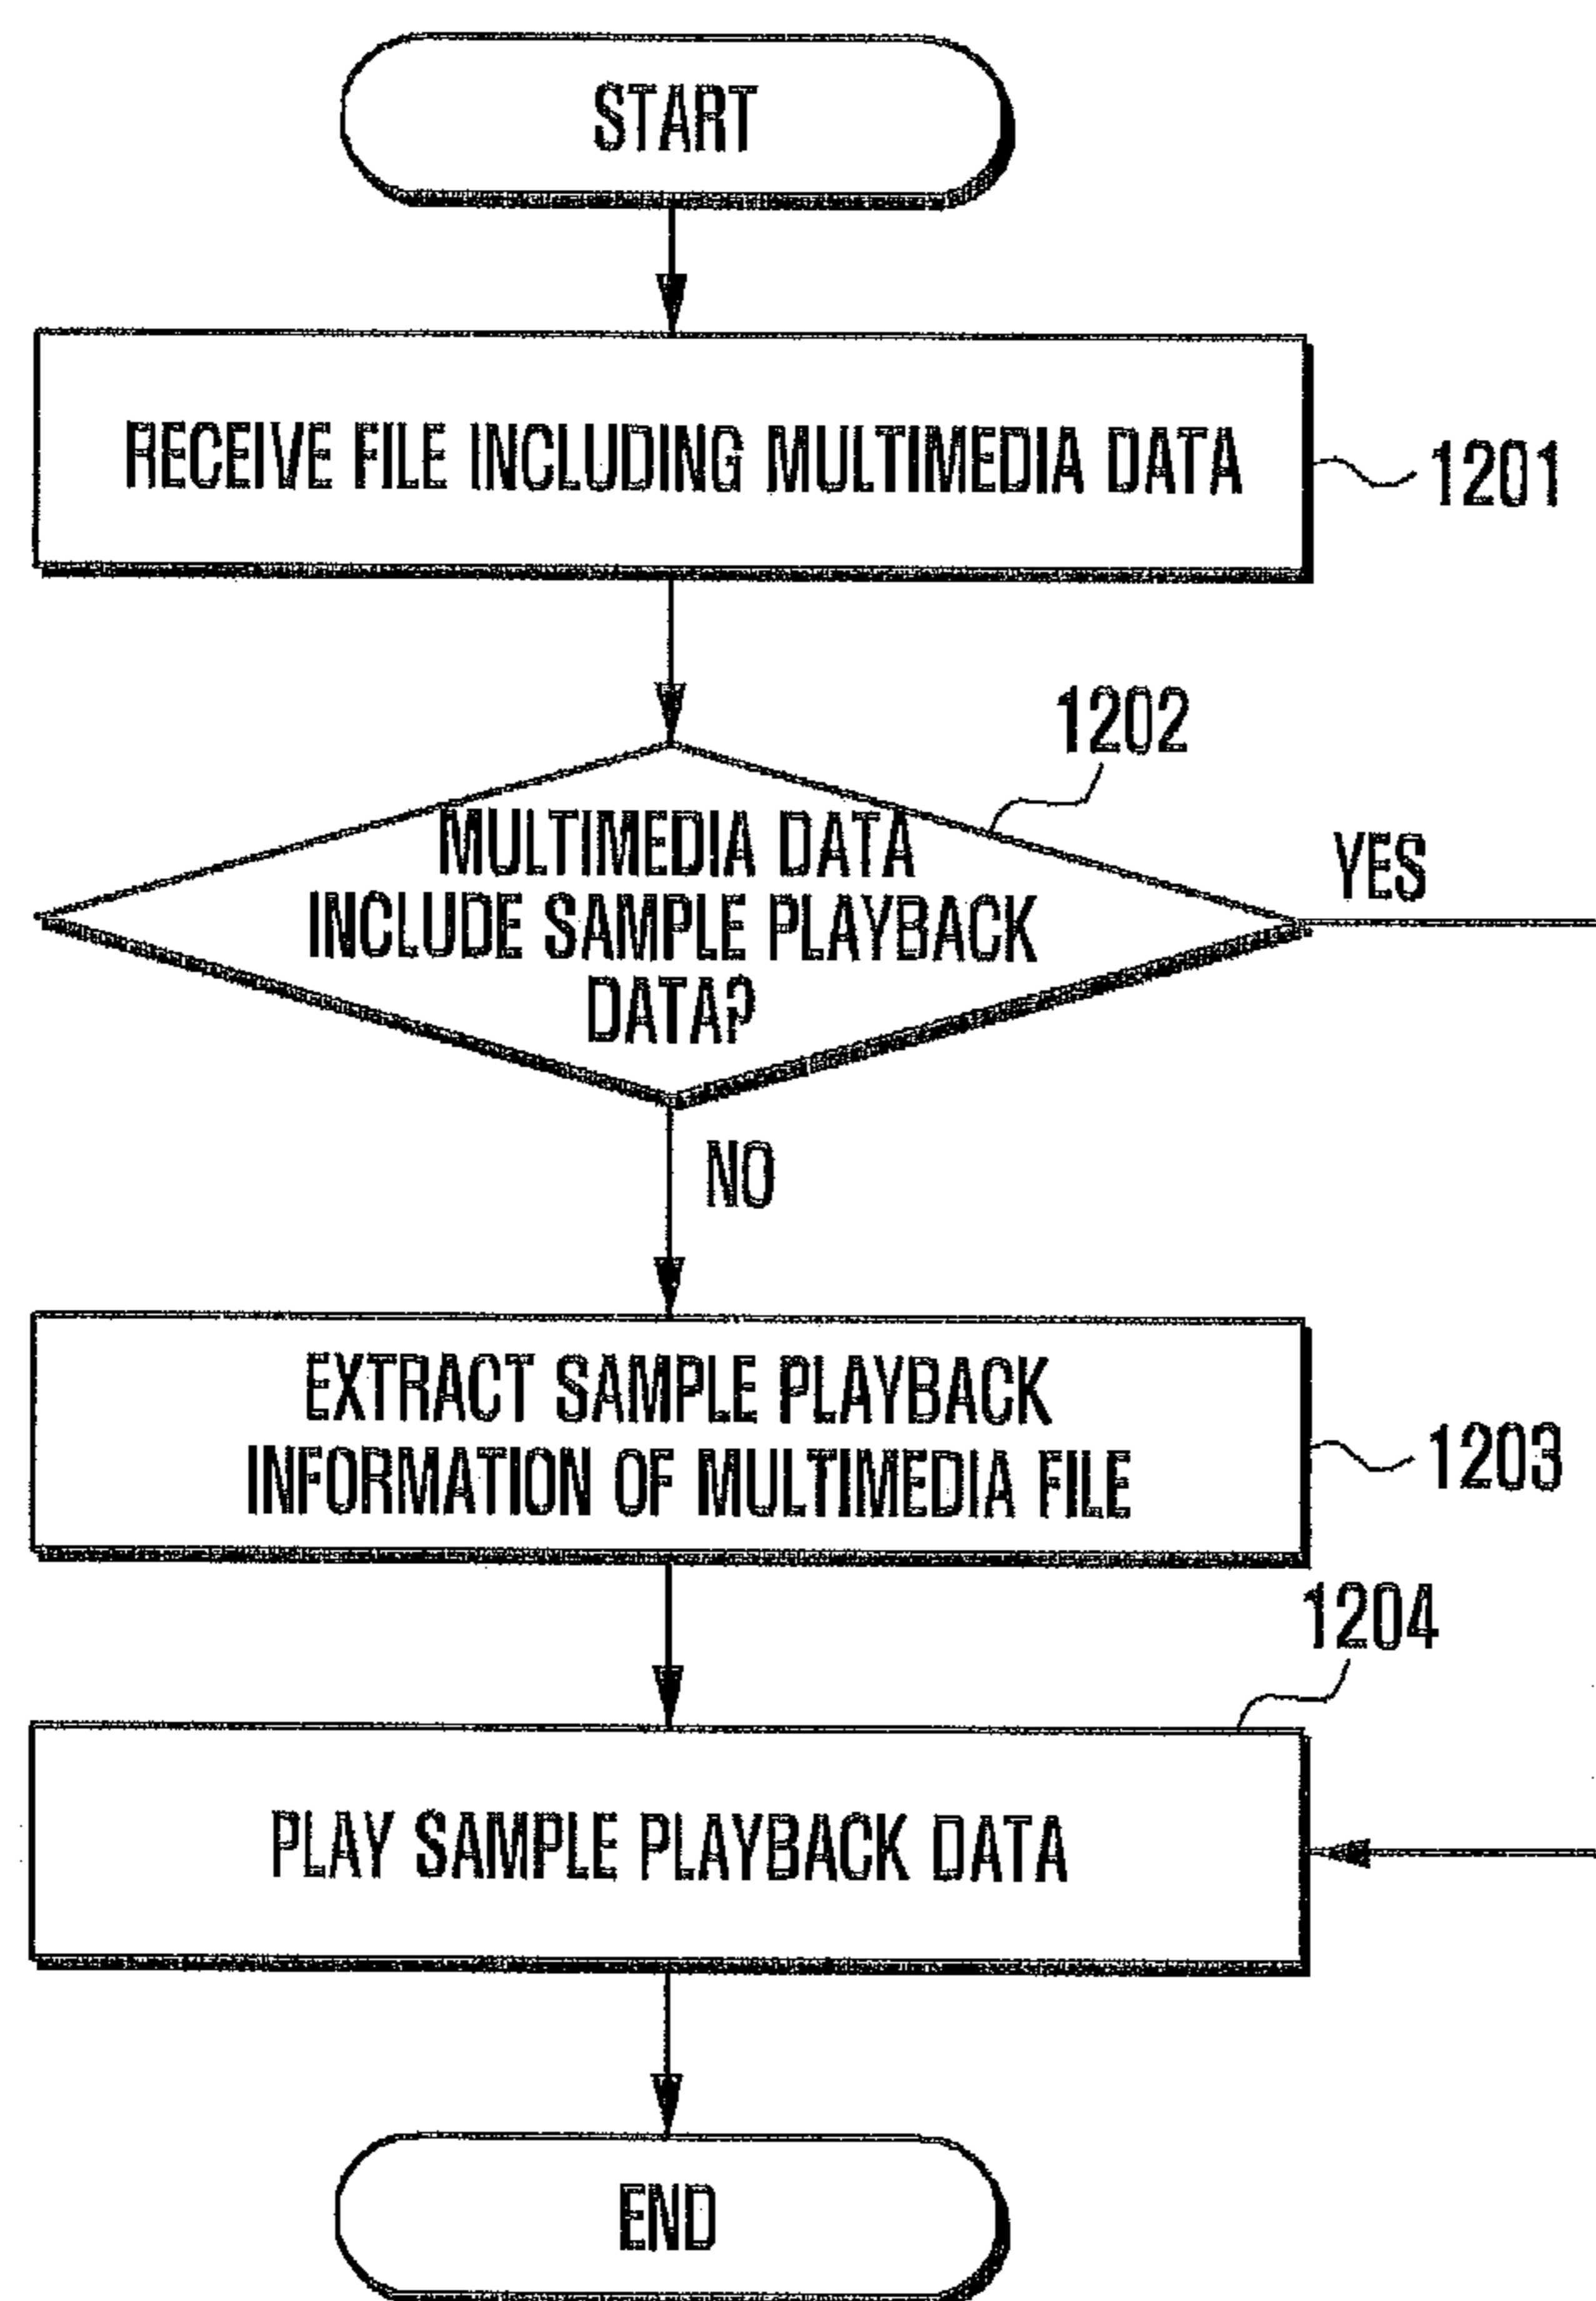 START
RECEIVE FILE INCLUDING MULTIMEDIA DATA
1201
1202
MULTIMEDIA DATA
INCLUDE SAMPLE PLAYBACK
DATA?
YES
NO
EXTRACT SAMPLE PLAYBACK
INFORMATION OF MULTIMEDIA FILE
1203
1204
PLAY SAMPLE PLAYBACK DATA
END